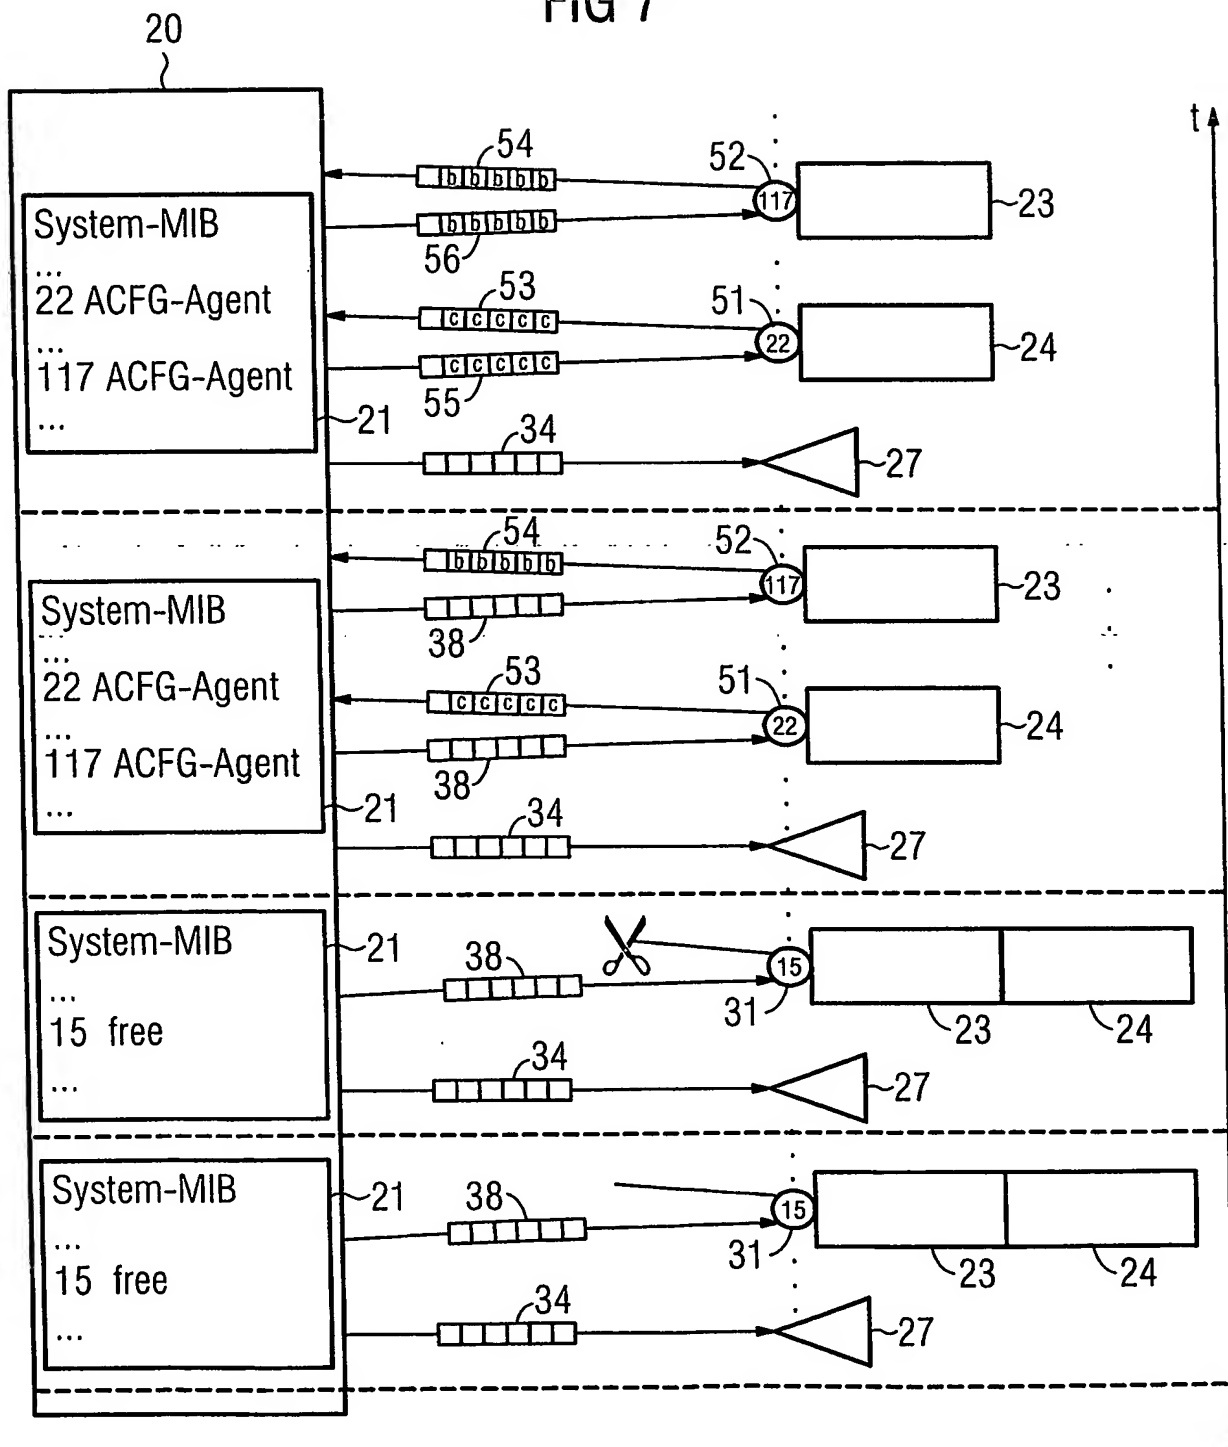 FIG 7
20
t
54
b b b b b
52
117
23
System-MIB
...
22 ACFG-Agent
...
117 ACFG-Agent
...
b b b b b
56
53
c c c c c
51
22
24
c c c c c
55
21
34
27
54
b b b b b
52
117
23
System-MIB
...
22 ACFG-Agent
...
117 ACFG-Agent
...
38
53
c c c c c
51
22
24
38
21
34
27
System-MIB
...
15 free
...
21
38
15
31
23
24
34
27
System-MIB
...
15 free
...
21
38
15
31
23
24
34
27